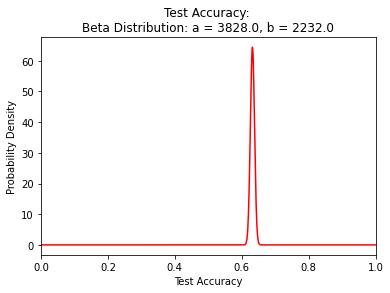 Test Accuracy:
Beta Distribution: a = 3828.0, b = 2232.0
Probability Density
60
50
40
30
20
10
0
0.0 0.2 0.4 0.6 0.8 1.0
Test Accuracy